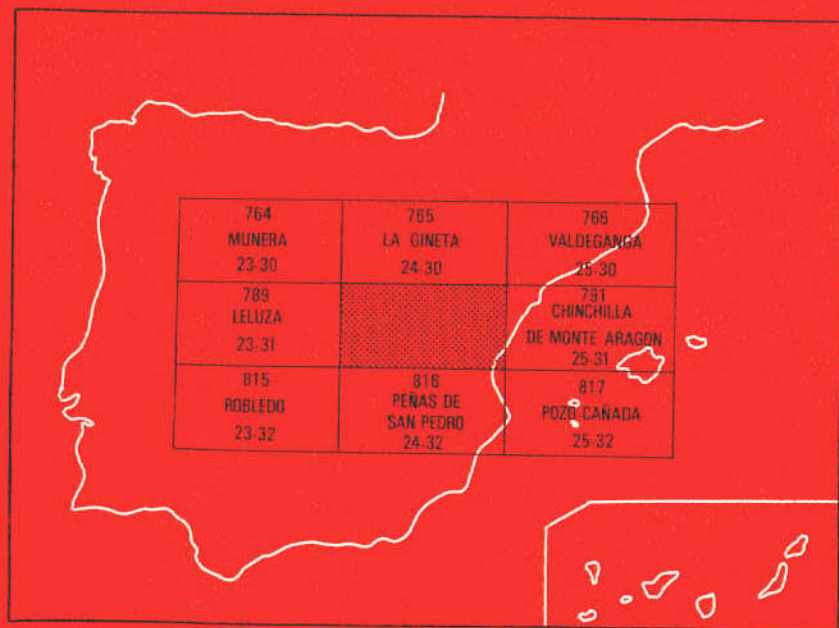 764
MUNERA
23-30
765
LA GINETA
24-30
766
VALDEGANGA
25-30
789
LELUZA
23-31
791
CHINCHILLA
DE MONTE ARAGON
25-31
815
ROBLEDO
23-32
816
PEÑAS DE
SAN PEDRO
24-32
817
POZO CAÑADA
25-32